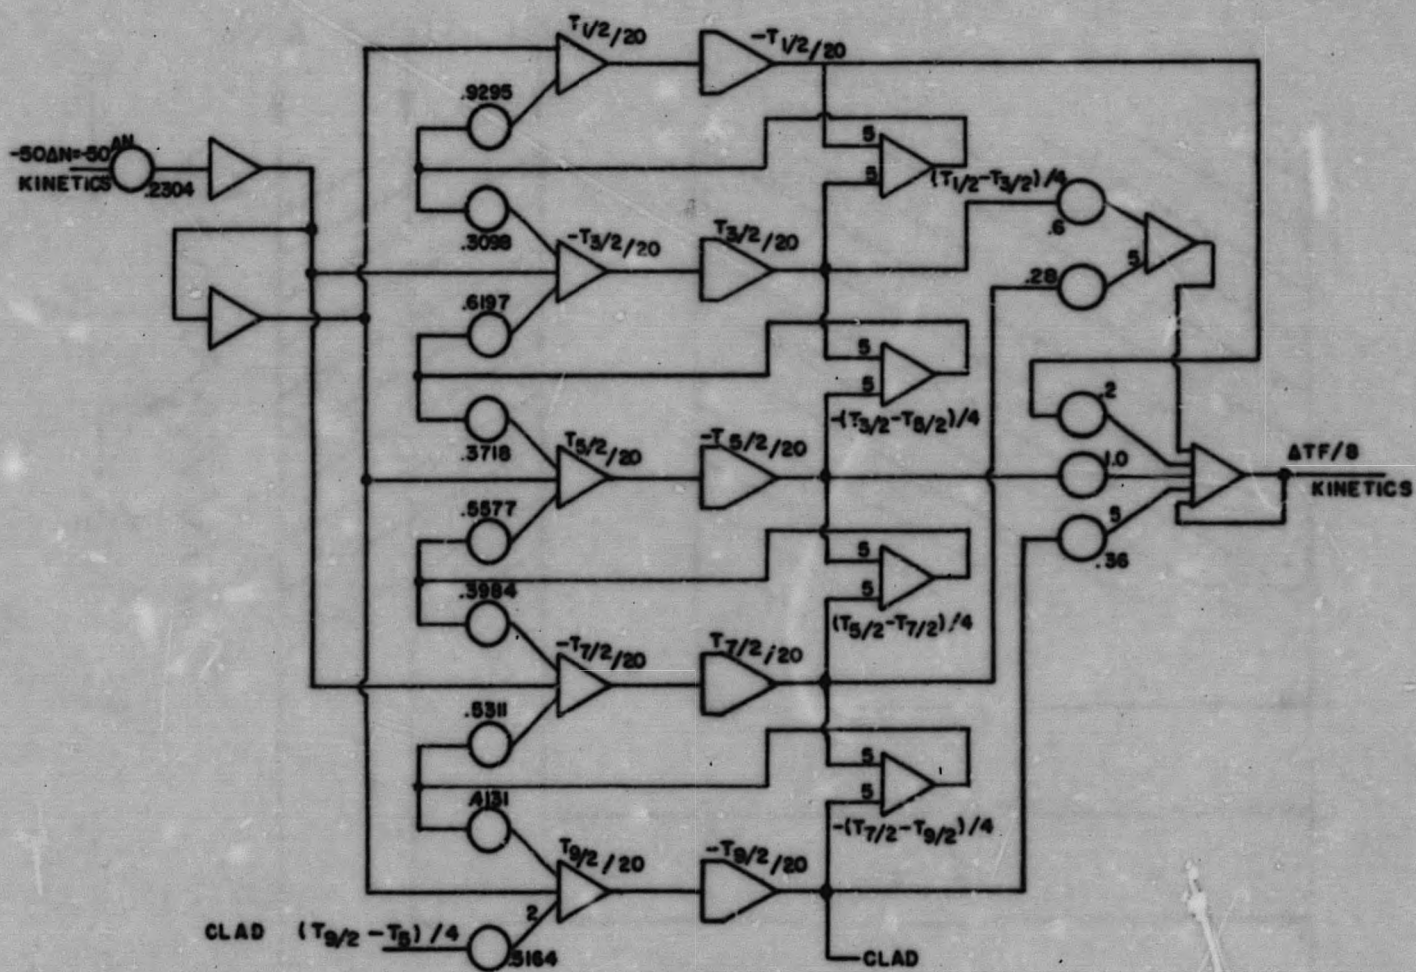 T1/2/20
-T1/2/20
.9295
-50ΔN=-50ΔN
KINETICS
.2304
5
5
(T1/2-T3/2)/4
.6
.3098
-T3/2/20
T3/2/20
5
.28
.6197
5
5
-(T3/2-T5/2)/4
.2
.3718
T5/2/20
-T5/2/20
1.0
ΔTF/8
KINETICS
5
.36
.5577
5
5
(T5/2-T7/2)/4
.3984
-T7/2/20
T7/2/20
.5311
5
5
-(T7/2-T9/2)/4
.4131
T9/2/20
-T9/2/20
2
CLAD (T9/2-T5)/4
.5164
CLAD